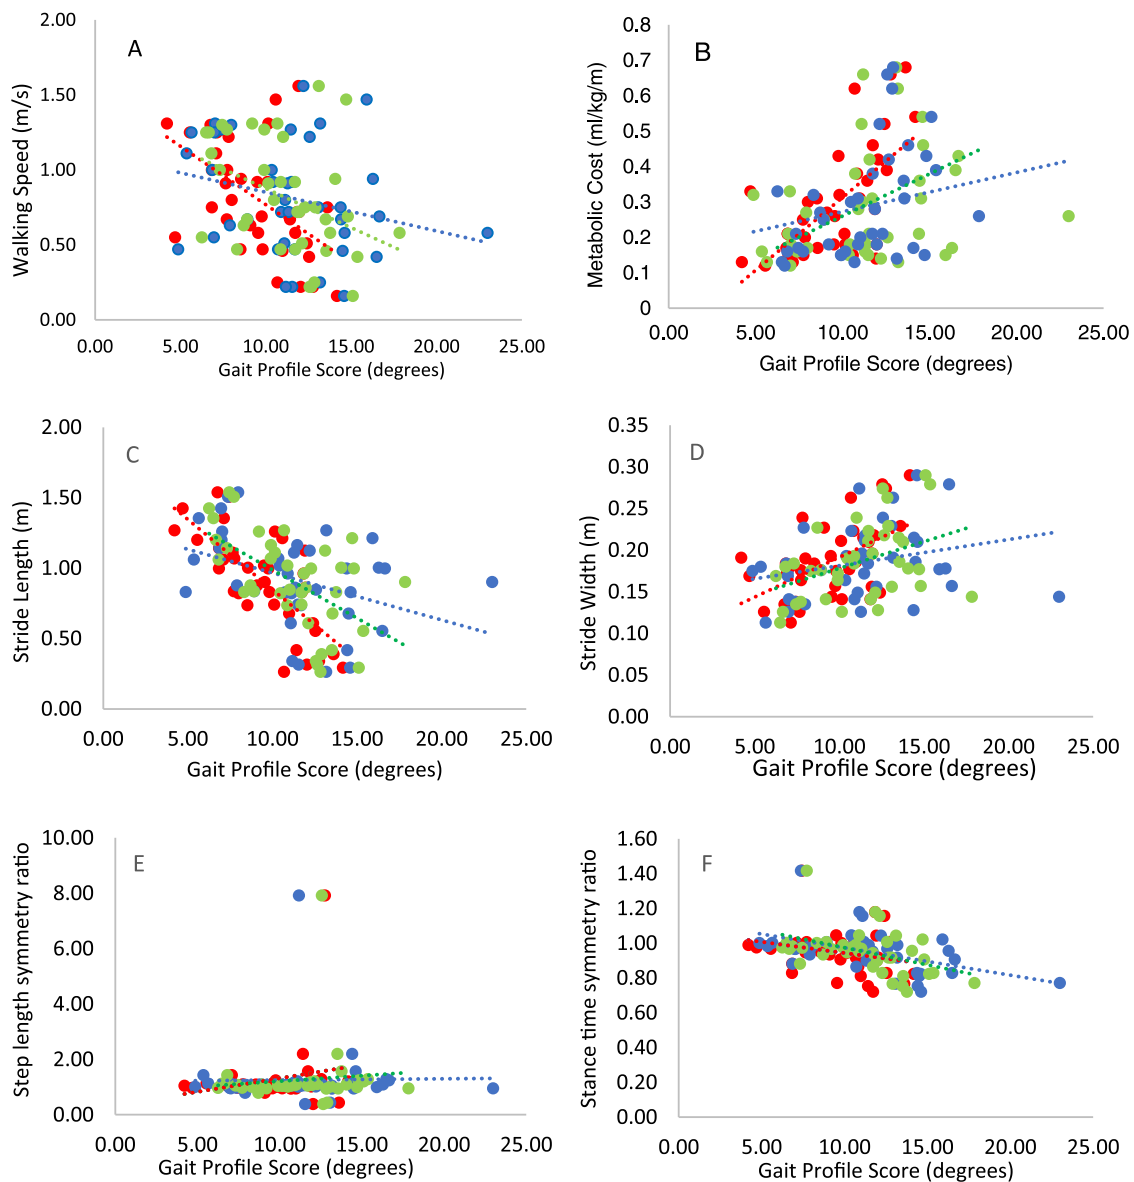 A
2.00
1.50
1.00
0.50
0.00
Walking Speed (m/s)
0.00 5.00 10.00 15.00 20.00 25.00
Gait Profile Score (degrees)
B
0.8
0.7
0.6
0.5
0.4
0.3
0.2
0.1
0
Metabolic Cost (ml/kg/m)
0.00 5.00 10.00 15.00 20.00 25.00
Gait Profile Score (degrees)
C
2.00
1.50
1.00
0.50
0.00
Stride Length (m)
0.00 5.00 10.00 15.00 20.00 25.00
Gait Profile Score (degrees)
D
0.35
0.30
0.25
0.20
0.15
0.10
0.05
0.00
Stride Width (m)
0.00 5.00 10.00 15.00 20.00 25.00
Gait Profile Score (degrees)
E
10.00
8.00
6.00
4.00
2.00
0.00
Step length symmetry ratio
0.00 5.00 10.00 15.00 20.00 25.00
Gait Profile Score (degrees)
F
1.60
1.40
1.20
1.00
0.80
0.60
0.40
0.20
0.00
Stance time symmetry ratio
0.00 5.00 10.00 15.00 20.00 25.00
Gait Profile Score (degrees)